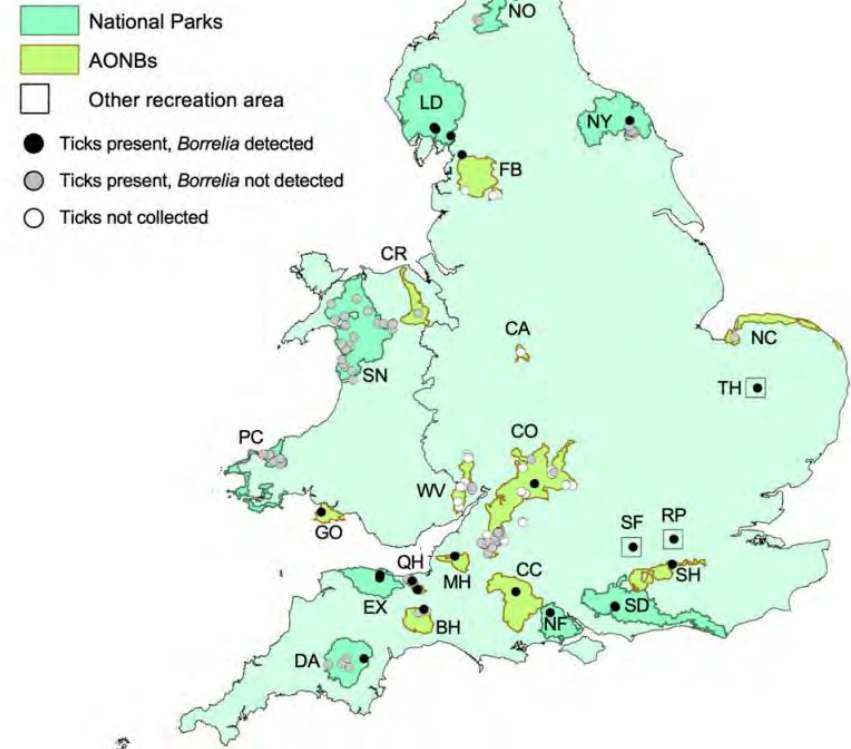 National Parks
AONBs
Other recreation area
Ticks present, Borrelia detected
Ticks present, Borrelia not detected
Ticks not collected
NO
LD
NY
FB
CR
CA
NC
SN
TH
CO
PC
WV
GO
SF
RP
QH
MH
CC
SH
EX
SD
NF
BH
DA